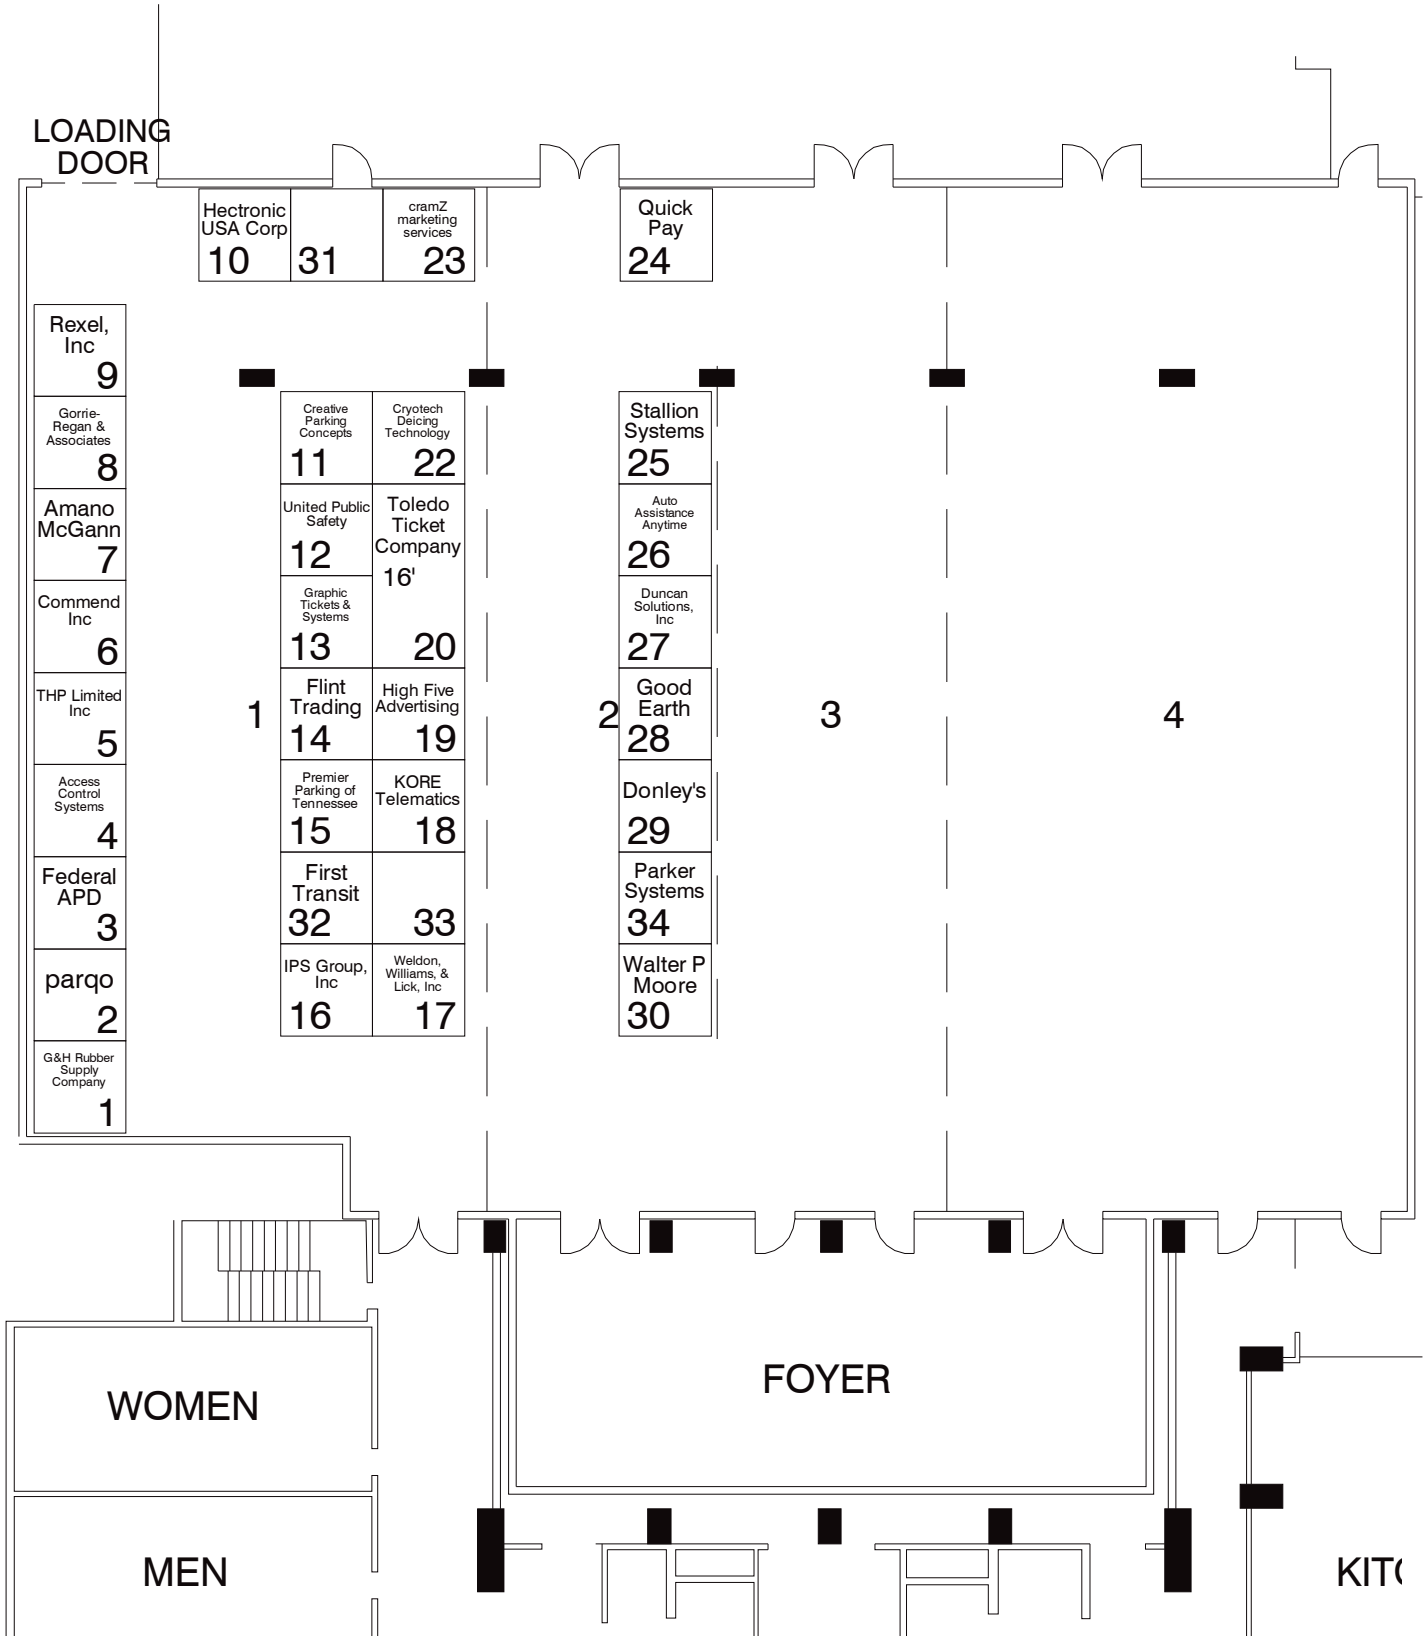 LOADING
DOOR
Hectronic
USA Corp
10
31
cramZ
marketing
services
23
Quick
Pay
24
Rexel,
Inc
9
Gorrie-
Regan &
Associates
8
Amano
McGann
7
Commend
Inc
6
THP Limited
Inc
5
Access
Control
Systems
4
Federal
APD
3
parqo
2
G&H Rubber
Supply
Company
1
1
Creative
Parking
Concepts
11
United Public
Safety
12
Graphic
Tickets &
Systems
13
Flint
Trading
14
Premier
Parking of
Tennessee
15
First
Transit
32
IPS Group,
Inc
16
Cryotech
Deicing
Technology
22
Toledo
Ticket
Company
16'
20
High Five
Advertising
19
KORE
Telematics
18
33
Weldon,
Williams, &
Lick, Inc
17
2
Stallion
Systems
25
Auto
Assistance
Anytime
26
Duncan
Solutions,
Inc
27
Good
Earth
28
Donley's
29
Parker
Systems
34
Walter P
Moore
30
3
4
WOMEN
FOYER
MEN
KITC